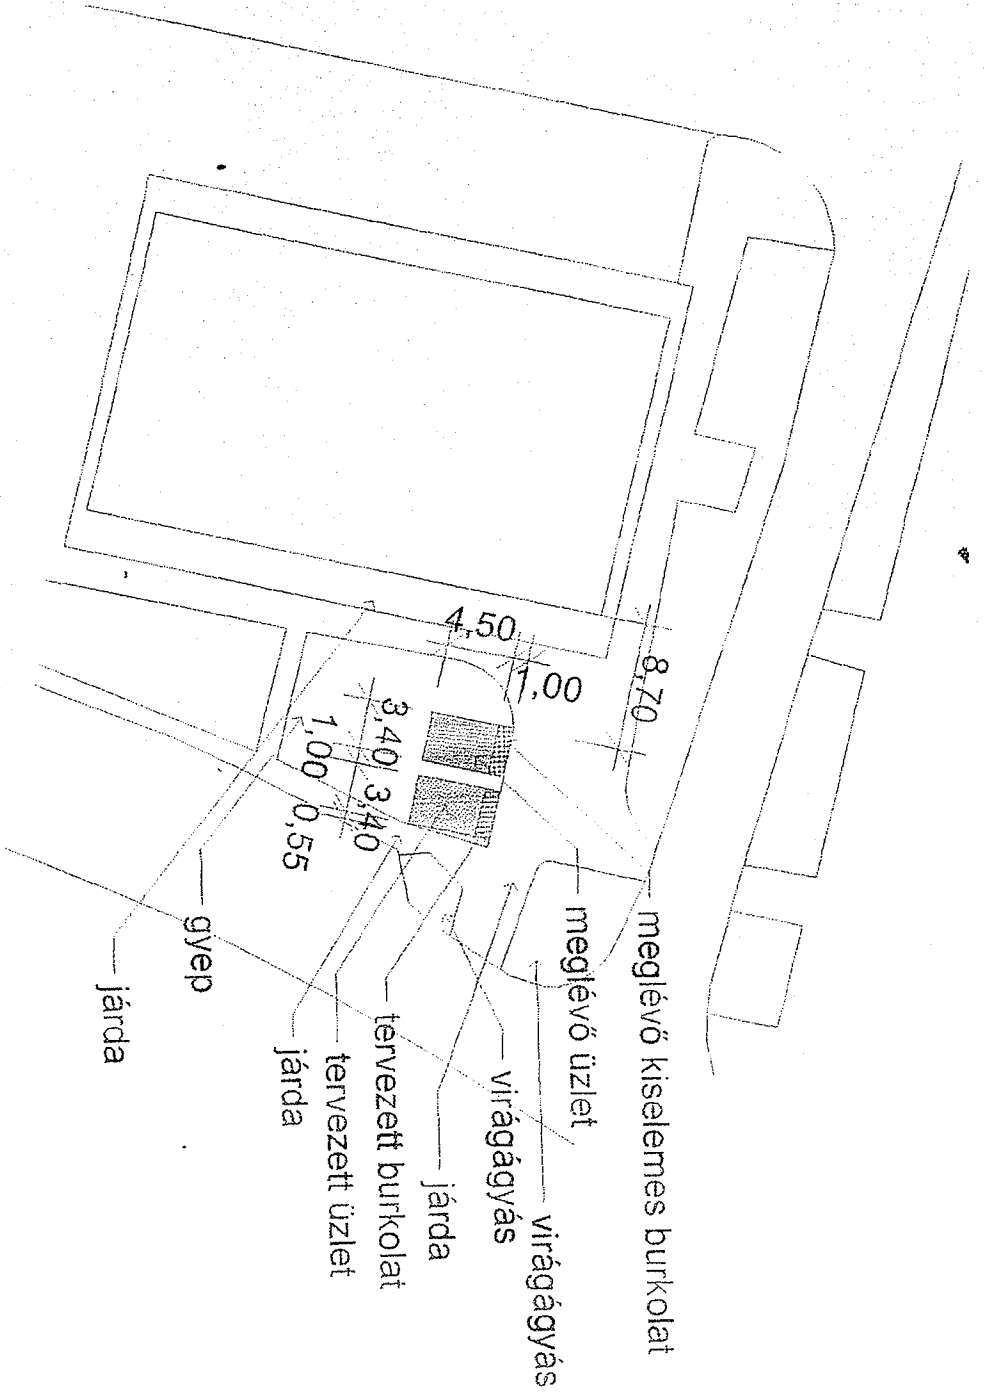 4,50
1,00
8,70
3,40
1,00
3,40
0,55
meglévő kiselemes burkolat
meglévő üzlet
virágágyás
virágágyás
járda
tervezett burkolat
tervezett üzlet
járda
gyep
járda